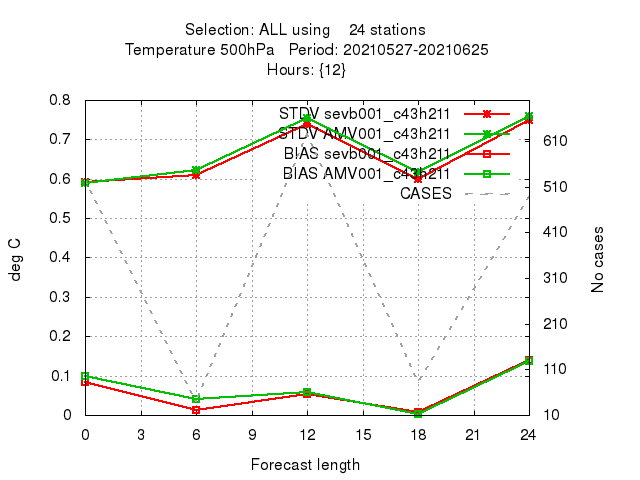 Selection: ALL using 24 stations
Temperature 500hPa Period: 20210527-20210625
Hours: {12}
STDV sevb001_c43h211
STDV AMV001_c43h211
BIAS sevb001_c43h211
BIAS AMV001_c43h211
CASES
0.8
0.7
0.6
0.5
0.4
0.3
0.2
0.1
0
deg C
610
510
410
310
210
110
10
No cases
0 3 6 9 12 15 18 21 24
Forecast length